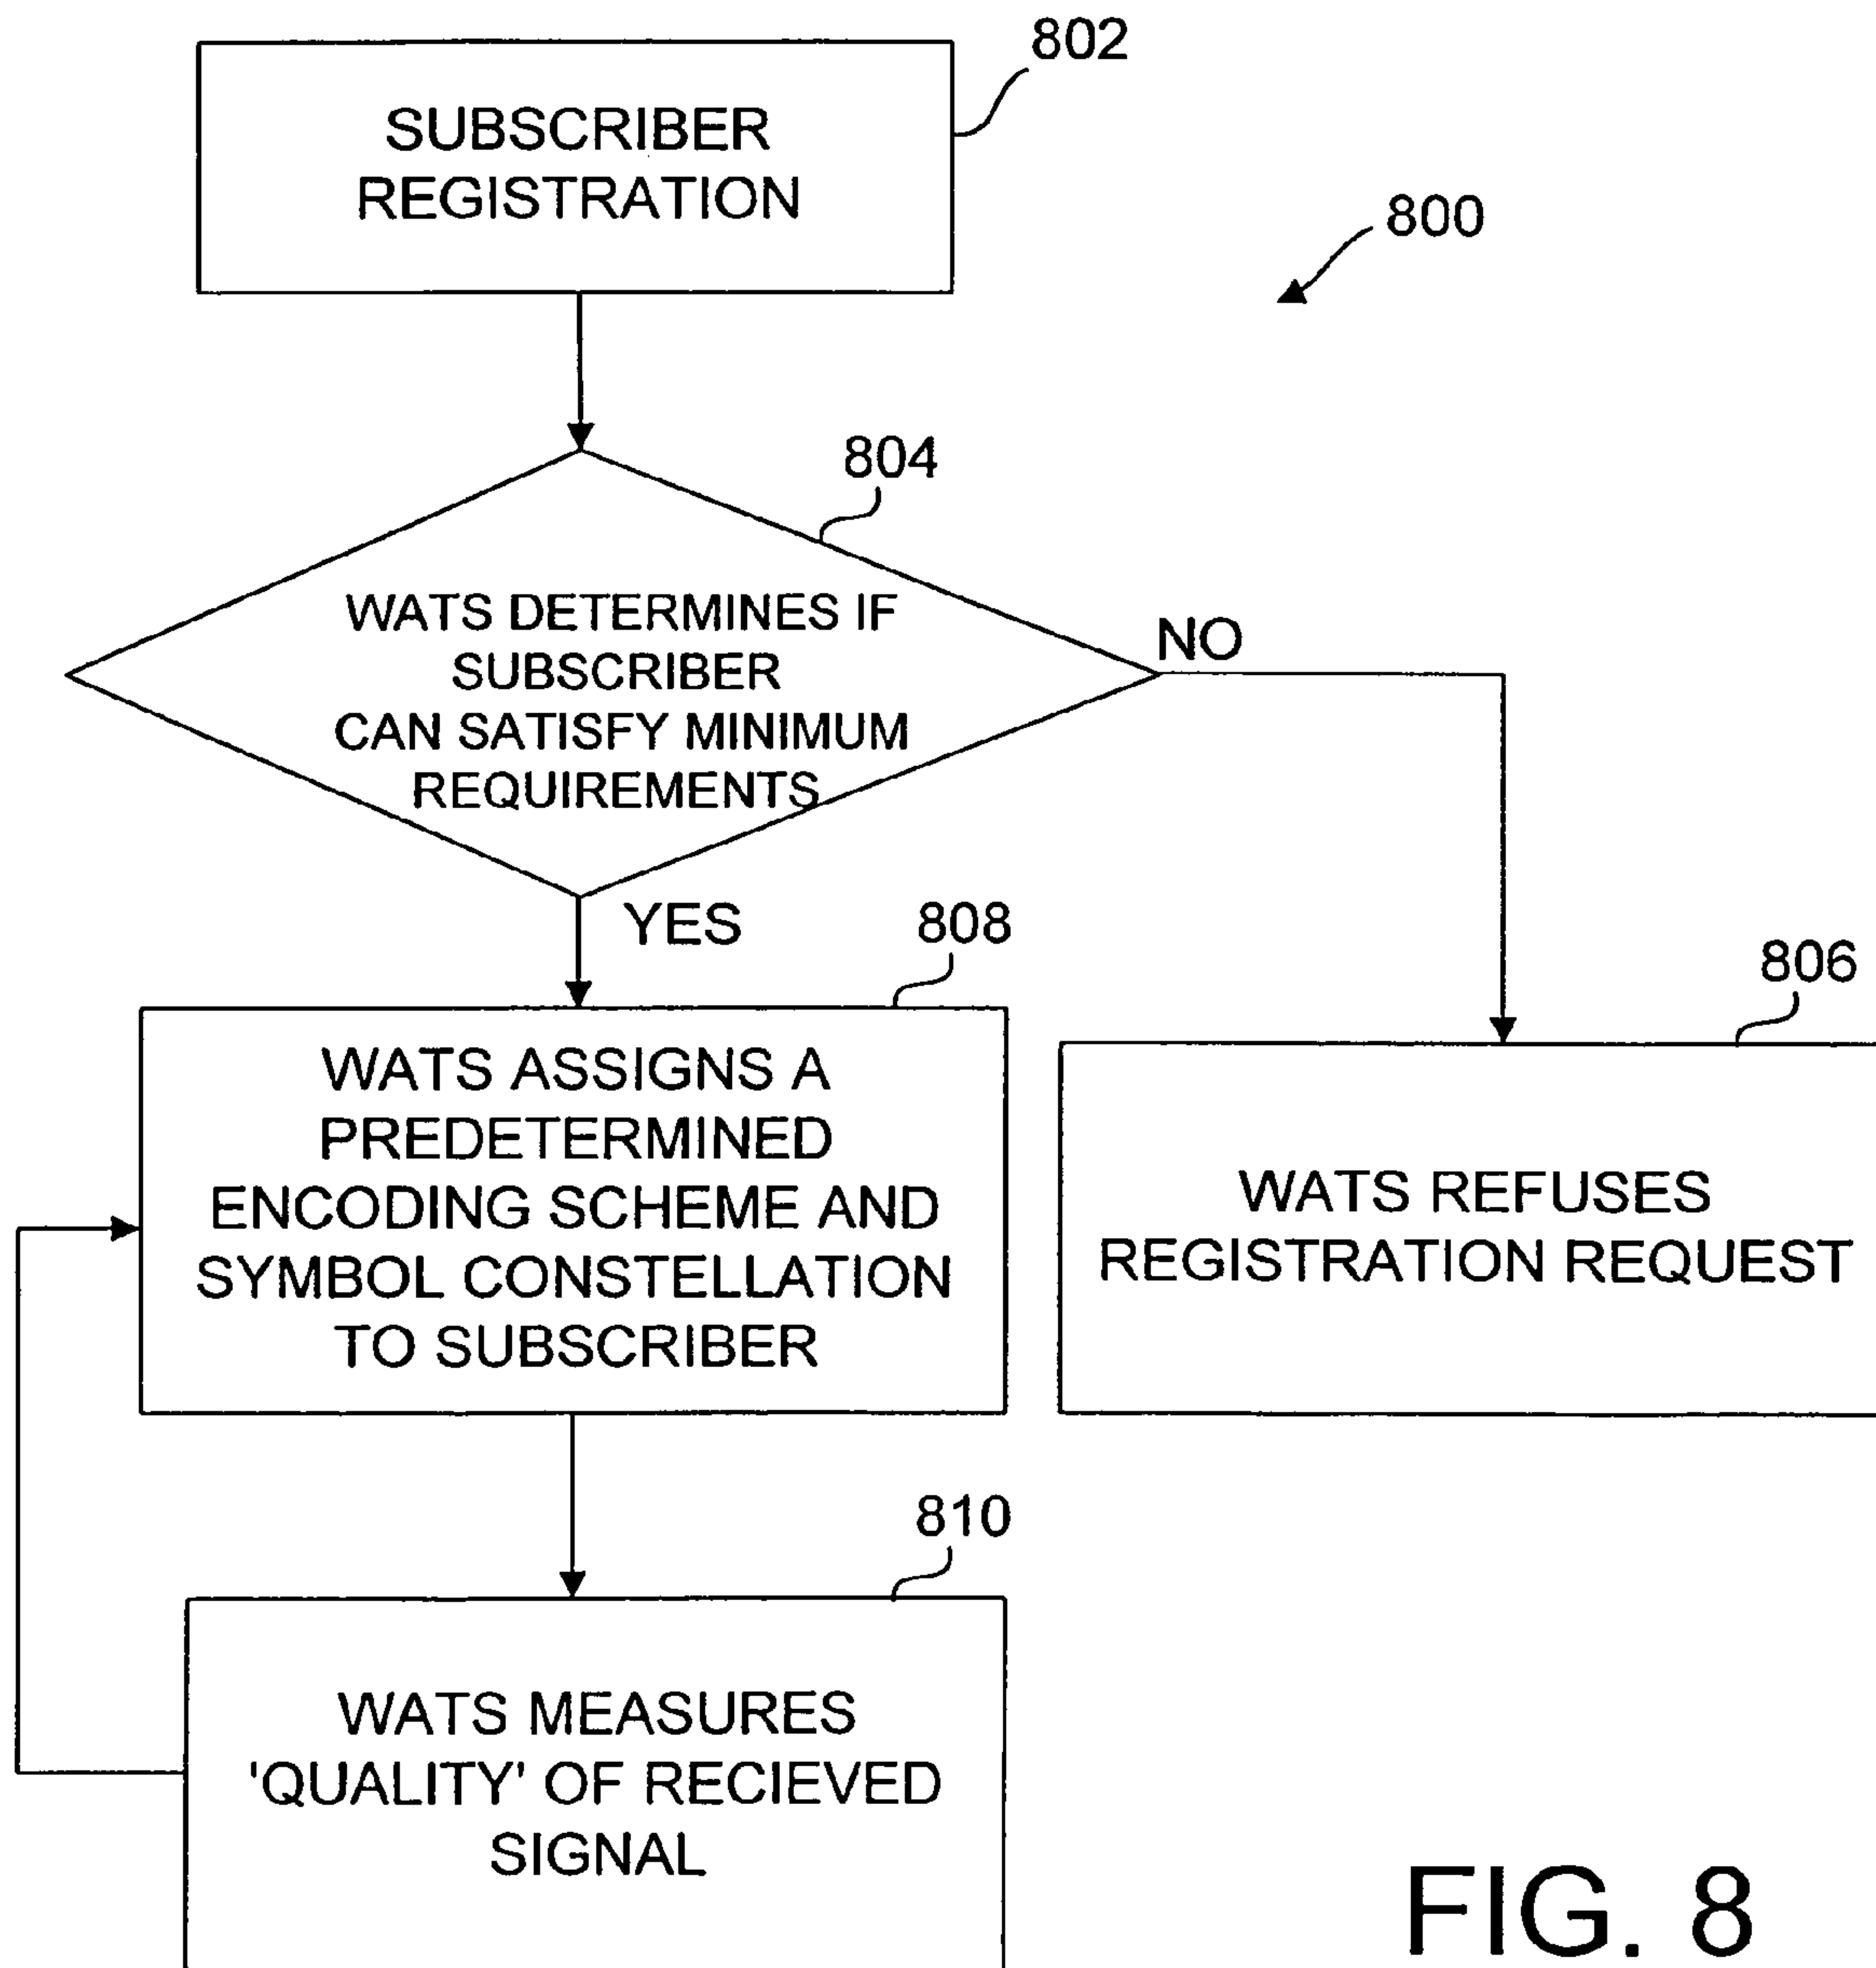 802
SUBSCRIBER
REGISTRATION
800
804
WATS DETERMINES IF
SUBSCRIBER
CAN SATISFY MINIMUM
REQUIREMENTS
NO
YES
808
806
WATS ASSIGNS A
PREDETERMINED
ENCODING SCHEME AND
SYMBOL CONSTELLATION
TO SUBSCRIBER
WATS REFUSES
REGISTRATION REQUEST
810
WATS MEASURES
'QUALITY' OF RECIEVED
SIGNAL
FIG. 8